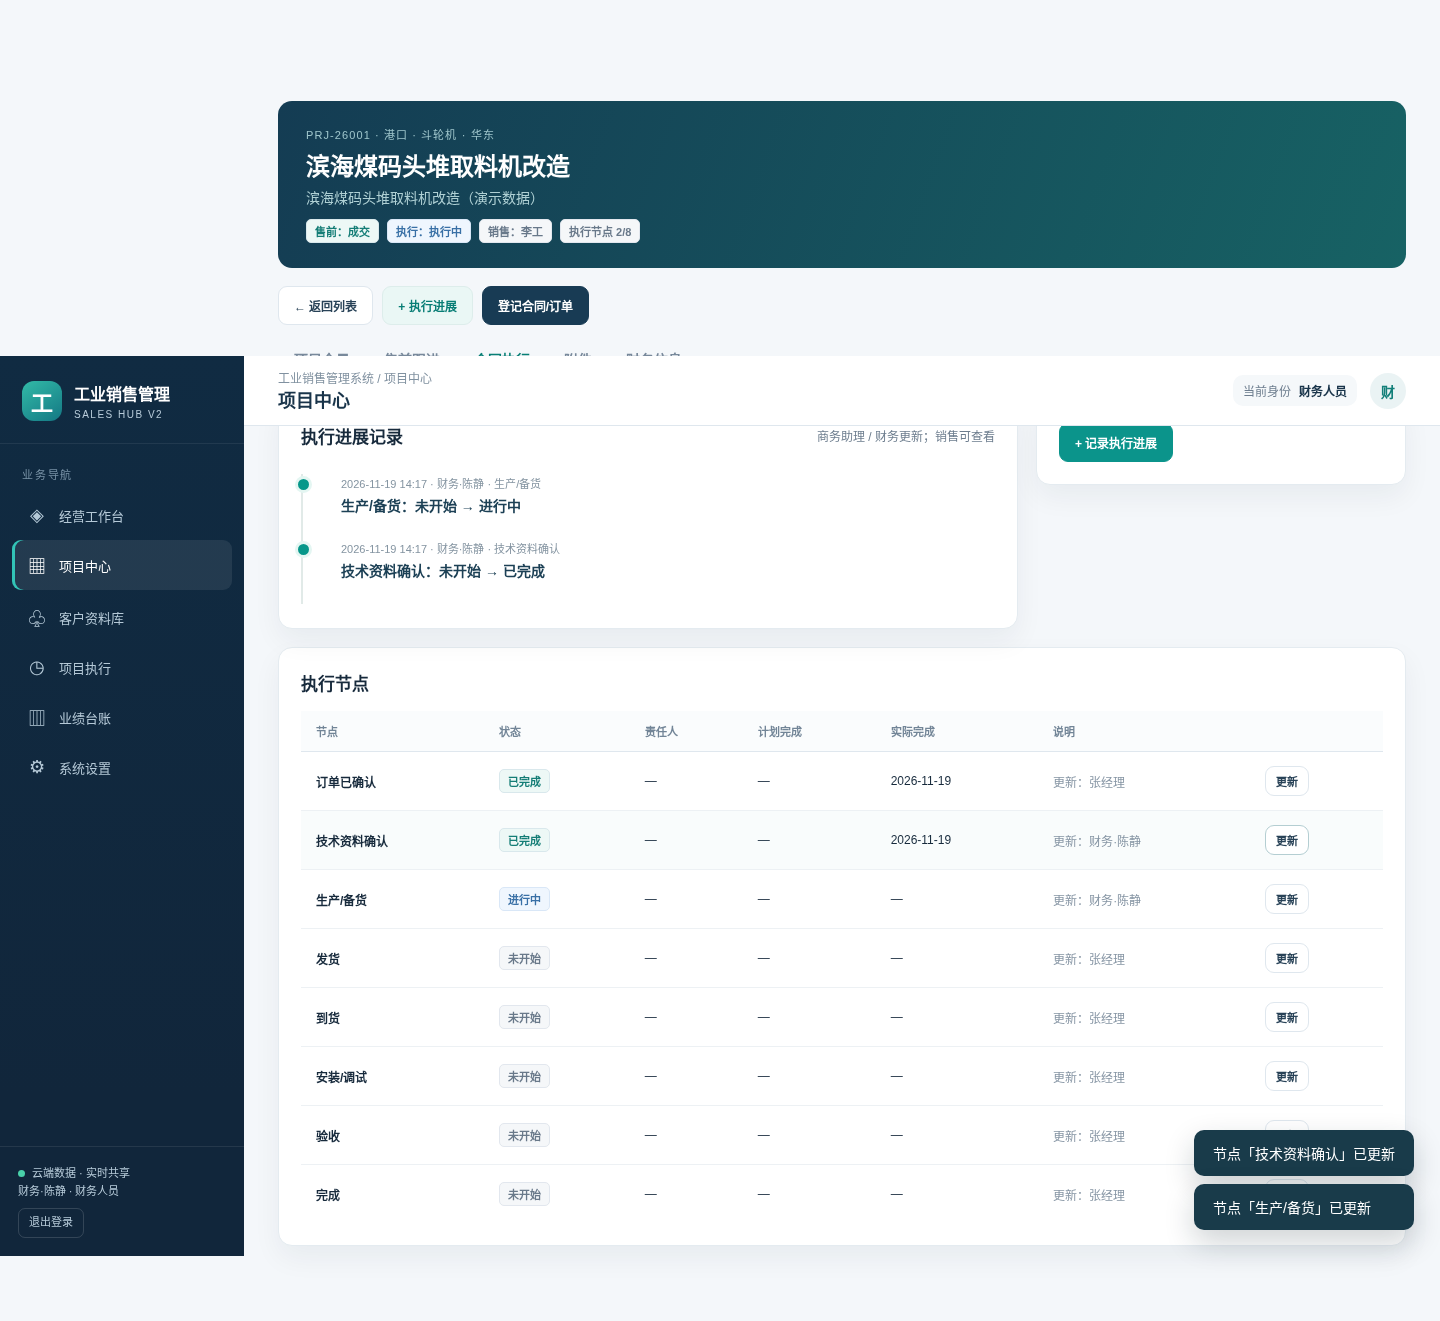 PRJ-26001 · 港口 · 斗轮机 · 华东
滨海煤码头堆取料机改造
滨海煤码头堆取料机改造（演示数据）
售前：成交 执行：执行中 销售：李工 执行节点 2/8
← 返回列表 + 执行进展 登记合同/订单
工
工业销售管理
SALES HUB V2
业务导航
经营工作台
项目中心
客户资料库
项目执行
业绩台账
系统设置
云端数据 · 实时共享
财务·陈静 · 财务人员
退出登录
工业销售管理系统 / 项目中心
项目中心
当前身份 财务人员 财
执行进展记录 商务助理 / 财务更新；销售可查看
2026-11-19 14:17 · 财务·陈静 · 生产/备货
生产/备货：未开始 → 进行中
2026-11-19 14:17 · 财务·陈静 · 技术资料确认
技术资料确认：未开始 → 已完成
+ 记录执行进展
执行节点
节点 状态 责任人 计划完成 实际完成 说明
订单已确认 已完成 — — 2026-11-19 更新：张经理 更新
技术资料确认 已完成 — — 2026-11-19 更新：财务·陈静 更新
生产/备货 进行中 — — — 更新：财务·陈静 更新
发货 未开始 — — — 更新：张经理 更新
到货 未开始 — — — 更新：张经理 更新
安装/调试 未开始 — — — 更新：张经理 更新
验收 未开始 — — — 更新：张经理
完成 未开始 — — — 更新：张经理
节点「技术资料确认」已更新
节点「生产/备货」已更新